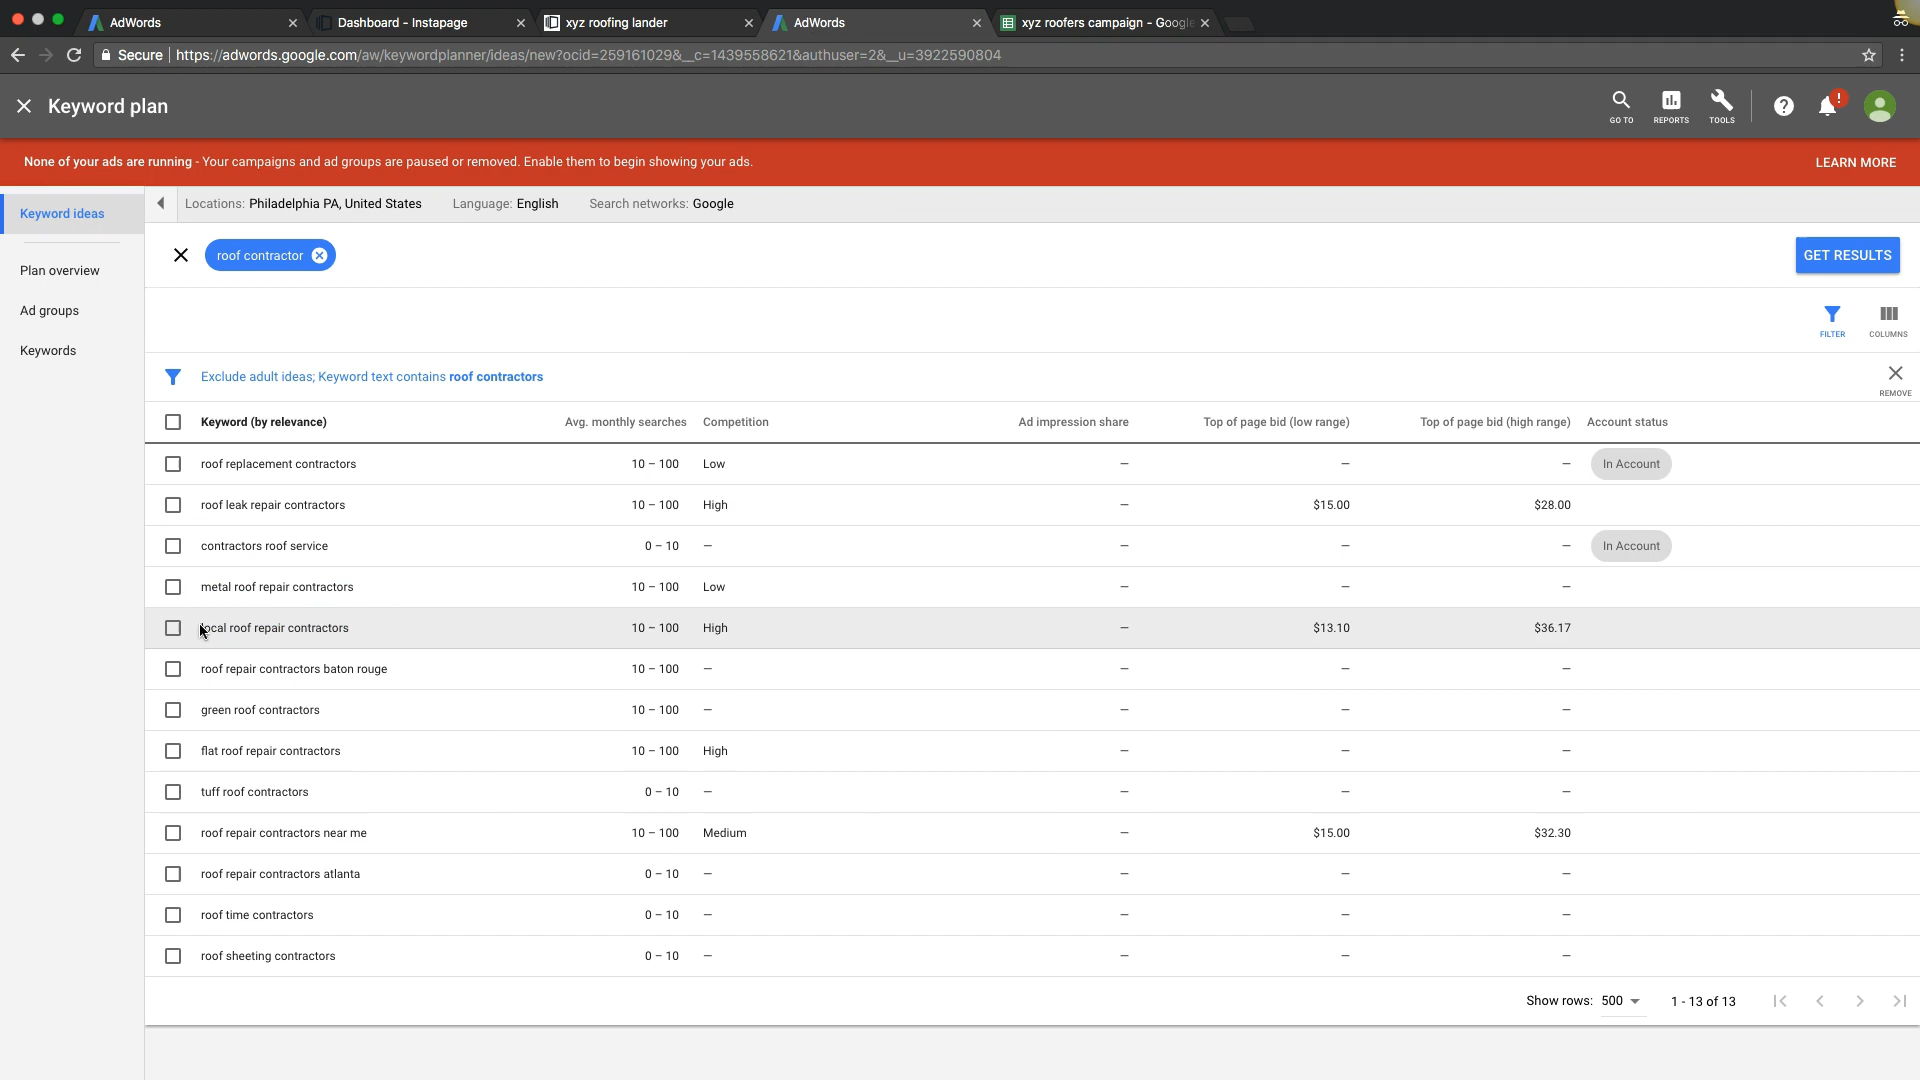 AdWords
Dashboard - Instapage
xyz roofing lander
AdWords
xyz roofers campaign - Google
Secure https://adwords.google.com/aw/keywordplanner/ideas/new?ocid=259161029&__c=1439558621&authuser=2&__u=3922590804
Keyword plan
GO TO
REPORTS
TOOLS
!
None of your ads are running - Your campaigns and ad groups are paused or removed. Enable them to begin showing your ads.
LEARN MORE
Keyword ideas
Plan overview
Ad groups
Keywords
Locations: Philadelphia PA, United States Language: English Search networks: Google
roof contractor
GET RESULTS
FILTER
COLUMNS
Exclude adult ideas; Keyword text contains roof contractors
REMOVE
Keyword (by relevance) Avg. monthly searches Competition Ad impression share Top of page bid (low range) Top of page bid (high range) Account status
roof replacement contractors 10 – 100 Low – – – In Account
roof leak repair contractors 10 – 100 High – $15.00 $28.00
contractors roof service 0 – 10 – – – – In Account
metal roof repair contractors 10 – 100 Low – – –
local roof repair contractors 10 – 100 High – $13.10 $36.17
roof repair contractors baton rouge 10 – 100 – – – –
green roof contractors 10 – 100 – – – –
flat roof repair contractors 10 – 100 High – – –
tuff roof contractors 0 – 10 – – – –
roof repair contractors near me 10 – 100 Medium – $15.00 $32.30
roof repair contractors atlanta 0 – 10 – – – –
roof time contractors 0 – 10 – – – –
roof sheeting contractors 0 – 10 – – – –
Show rows: 500 1 - 13 of 13